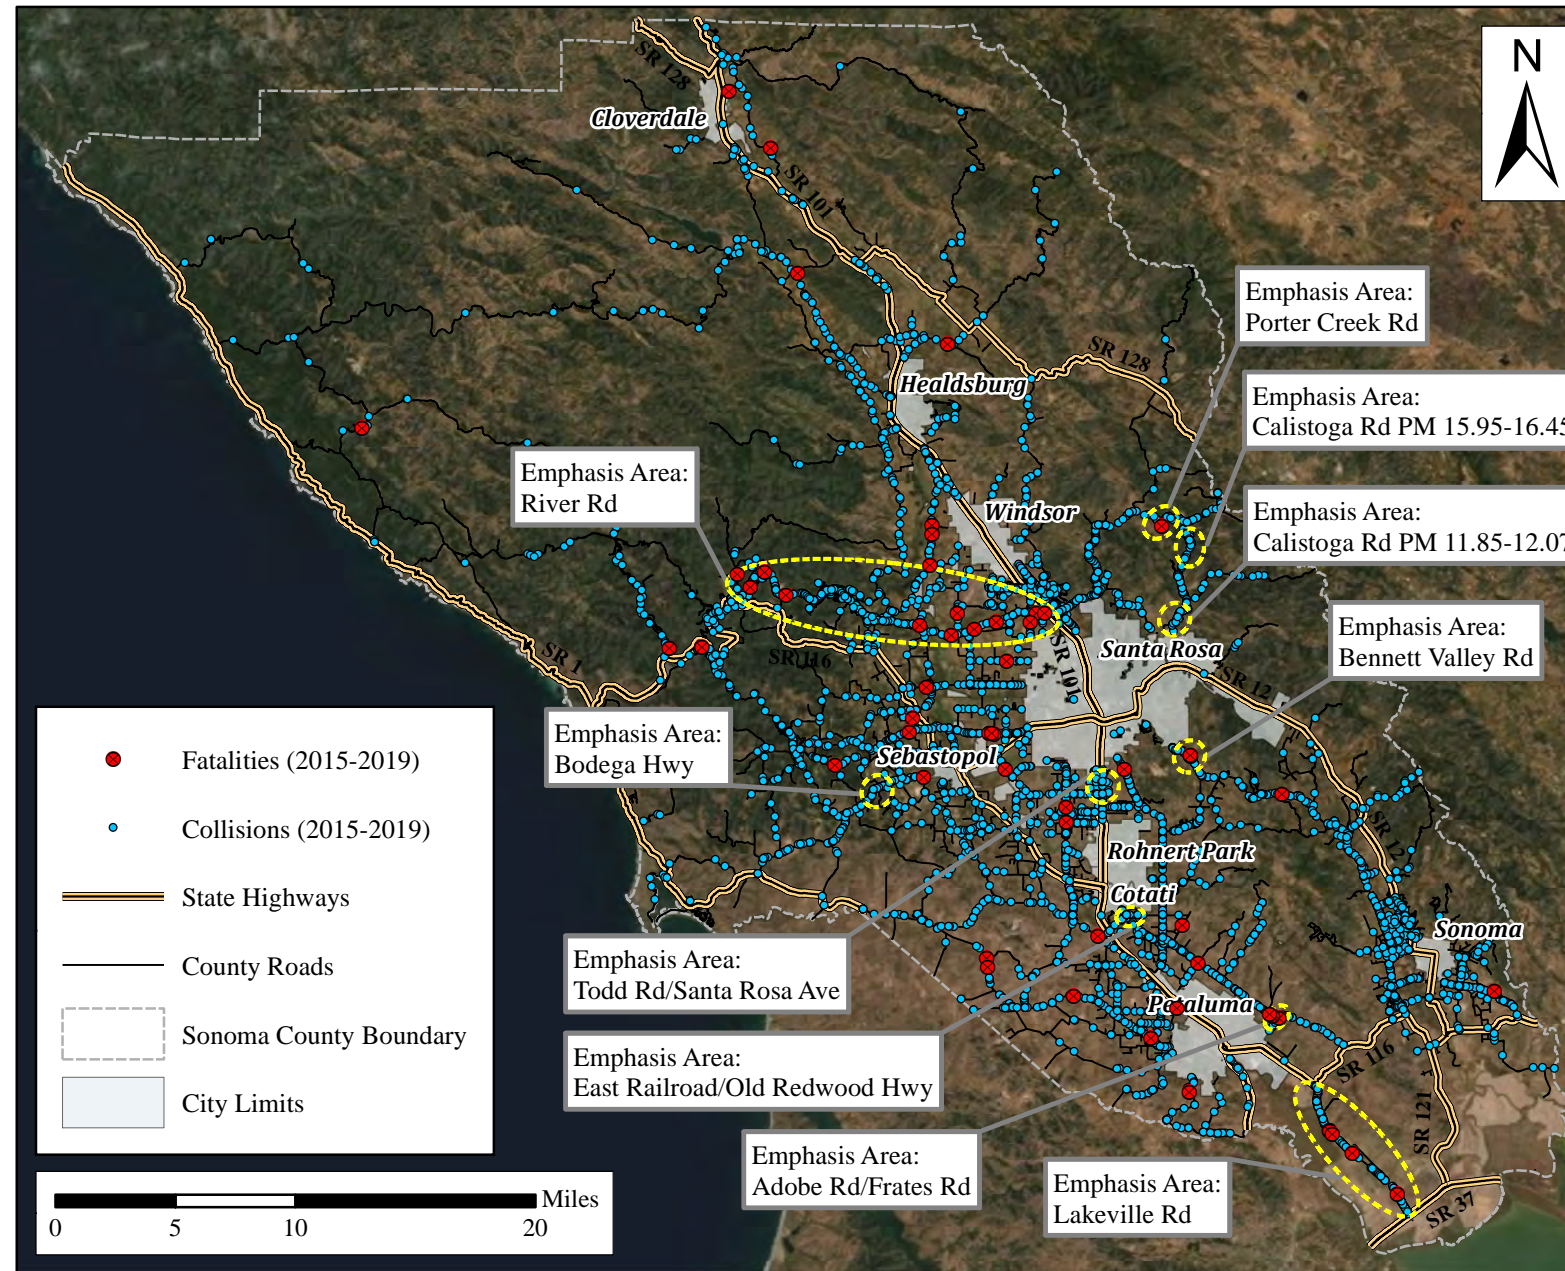 N
SR 128
Cloverdale
SR 101
Emphasis Area:
Porter Creek Rd
SR 128
Healdsburg
Emphasis Area:
Calistoga Rd PM 15.95-16.45
Emphasis Area:
River Rd
Windsor
Emphasis Area:
Calistoga Rd PM 11.85-12.07
Emphasis Area:
Bennett Valley Rd
Santa Rosa
SR 1
SR 116
SR 101
SR 12
Emphasis Area:
Bodega Hwy
Sebastopol
SR 12
Rohnert Park
Cotati
Sonoma
Emphasis Area:
Todd Rd/Santa Rosa Ave
Petaluma
Emphasis Area:
East Railroad/Old Redwood Hwy
SR 116
SR 121
Emphasis Area:
Adobe Rd/Frates Rd
Emphasis Area:
Lakeville Rd
SR 37
Fatalities (2015-2019)
Collisions (2015-2019)
State Highways
County Roads
Sonoma County Boundary
City Limits
Miles
0 5 10 20